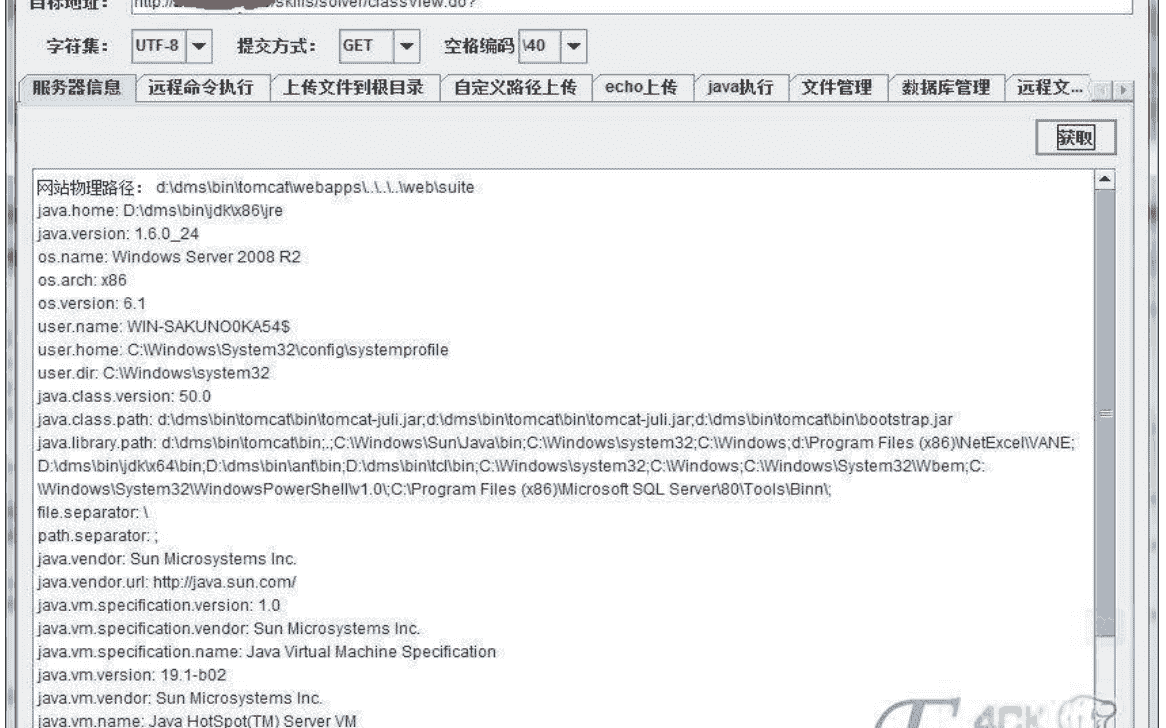 目标地址：
http:// /skills/solver/classView.do?
字符集： UTF-8 提交方式： GET 空格编码 \40
服务器信息 远程命令执行 上传文件到根目录 自定义路径上传 echo上传 java执行 文件管理 数据库管理 远程文...
获取
网站物理路径： d:\dms\bin\tomcat\webapps\..\..\..\web\suite
java.home: D:\dms\bin\jdk\x86\jre
java.version: 1.6.0_24
os.name: Windows Server 2008 R2
os.arch: x86
os.version: 6.1
user.name: WIN-SAKUNO0KA54$
user.home: C:\Windows\System32\config\systemprofile
user.dir: C:\Windows\system32
java.class.version: 50.0
java.class.path: d:\dms\bin\tomcat\bin\tomcat-juli.jar;d:\dms\bin\tomcat\bin\tomcat-juli.jar;d:\dms\bin\tomcat\bin\bootstrap.jar
java.library.path: d:\dms\bin\tomcat\bin;.;C:\Windows\Sun\Java\bin;C:\Windows\system32;C:\Windows;d:\Program Files (x86)\NetExcel\VANE;
D:\dms\bin\jdk\x64\bin;D:\dms\bin\ant\bin;D:\dms\bin\tcl\bin;C:\Windows\system32;C:\Windows;C:\Windows\System32\Wbem;C:
\Windows\System32\WindowsPowerShell\v1.0\;C:\Program Files (x86)\Microsoft SQL Server\80\Tools\Binn\;
file.separator: \
path.separator: ;
java.vendor: Sun Microsystems Inc.
java.vendor.url: http://java.sun.com/
java.vm.specification.version: 1.0
java.vm.specification.vendor: Sun Microsystems Inc.
java.vm.specification.name: Java Virtual Machine Specification
java.vm.version: 19.1-b02
java.vm.vendor: Sun Microsystems Inc.
java.vm.name: Java HotSpot(TM) Server VM